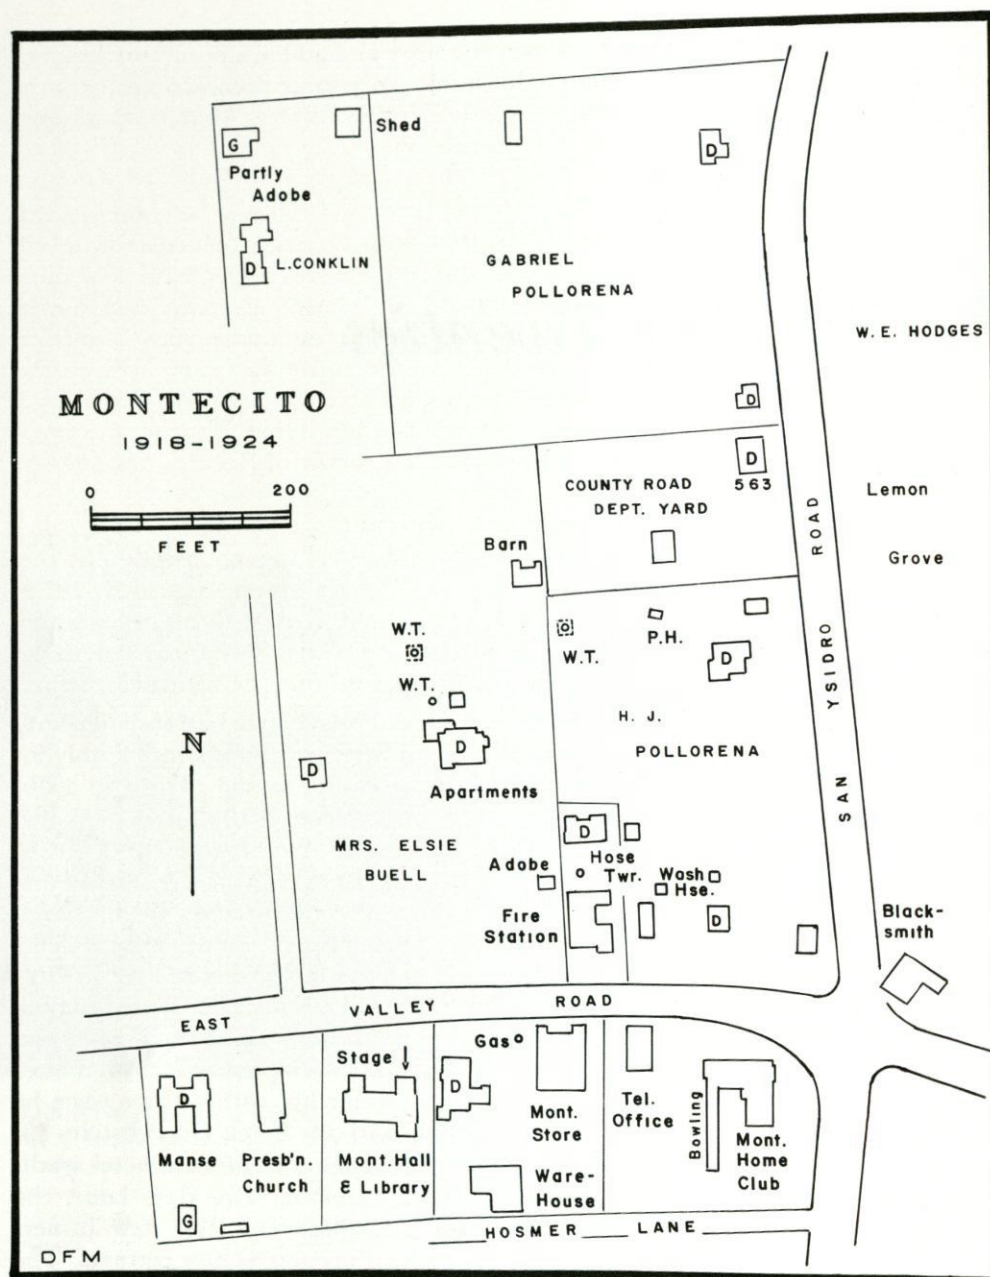 Shed
G
D
Partly
Adobe
D
L. CONKLIN
GABRIEL
POLLORENA
W. E. HODGES
MONTECITO
1918-1924
D
0 200
FEET
D
563
COUNTY ROAD
DEPT. YARD
Lemon
Grove
Barn
SAN YSIDRO ROAD
W.T.
W.T.
W.T.
P.H.
D
H. J.
POLLORENA
N
D
D
Apartments
MRS. ELSIE
BUELL
D
Adobe
Hose
Twr.
Wash
Hse.
Fire
Station
D
Black-
smith
EAST VALLEY ROAD
Stage
Gas
D
D
Manse
Presb'n.
Church
Mont. Hall
& Library
Mont.
Store
Tel.
Office
Bowling
Mont.
Home
Club
Ware-
House
G
HOSMER LANE
DFM